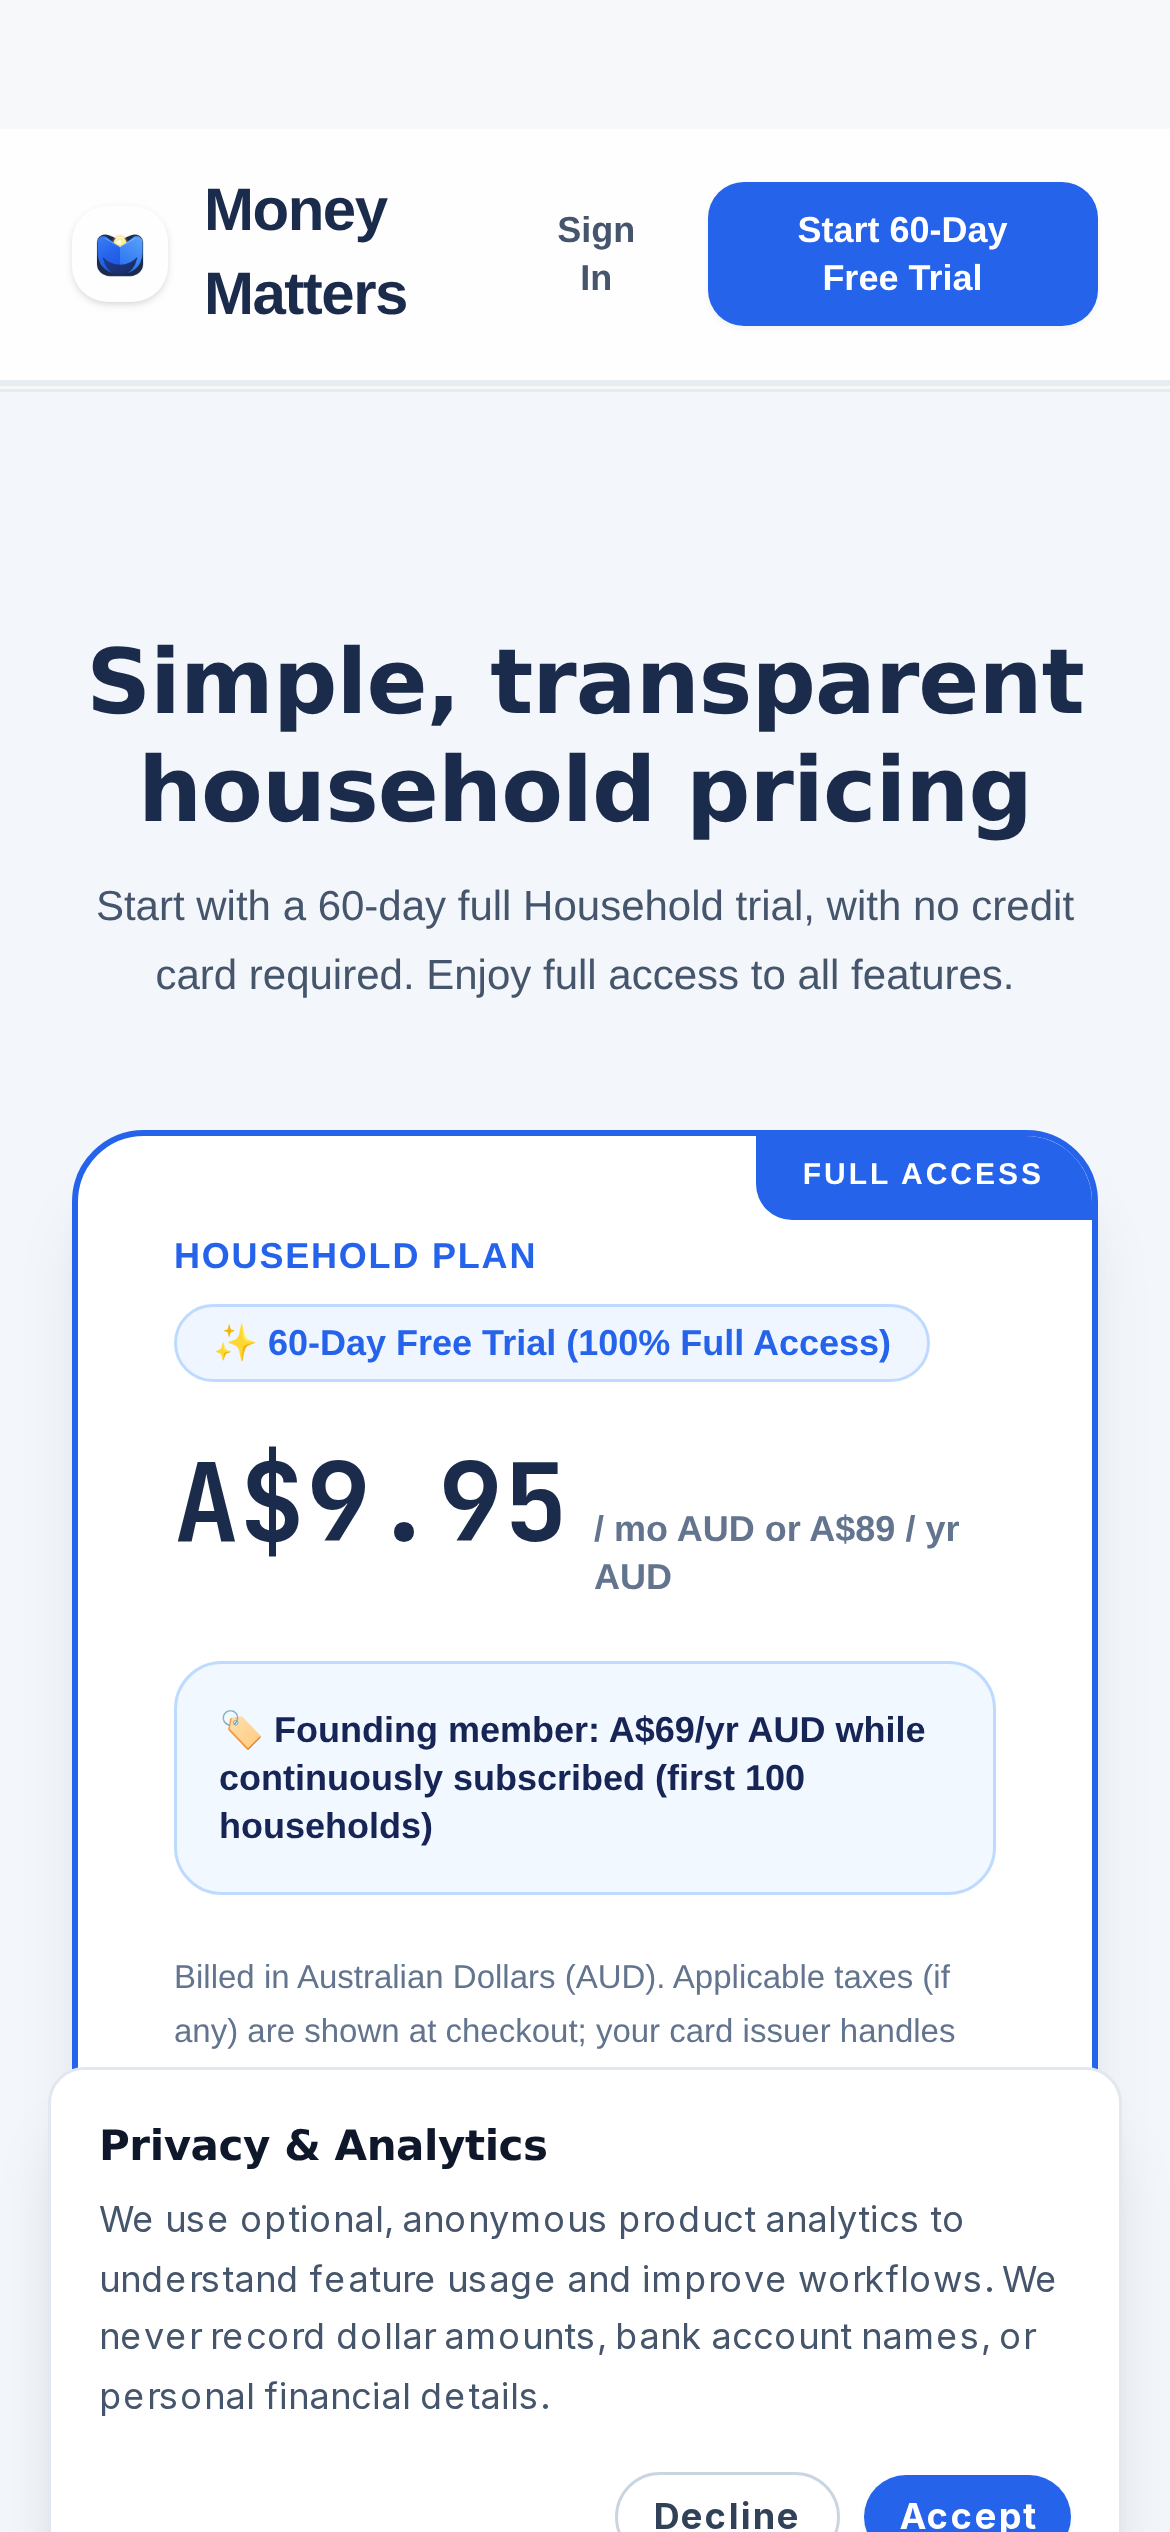 Money
Matters
Sign
In
Start 60-Day
Free Trial
Simple, transparent
household pricing
Start with a 60-day full Household trial, with no credit
card required. Enjoy full access to all features.
FULL ACCESS
HOUSEHOLD PLAN
✨ 60-Day Free Trial (100% Full Access)
A$9.95 / mo AUD or A$89 / yr
AUD
🏷️ Founding member: A$69/yr AUD while
continuously subscribed (first 100
households)
Billed in Australian Dollars (AUD). Applicable taxes (if
any) are shown at checkout; your card issuer handles
Privacy & Analytics
We use optional, anonymous product analytics to
understand feature usage and improve workflows. We
never record dollar amounts, bank account names, or
personal financial details.
Decline
Accept